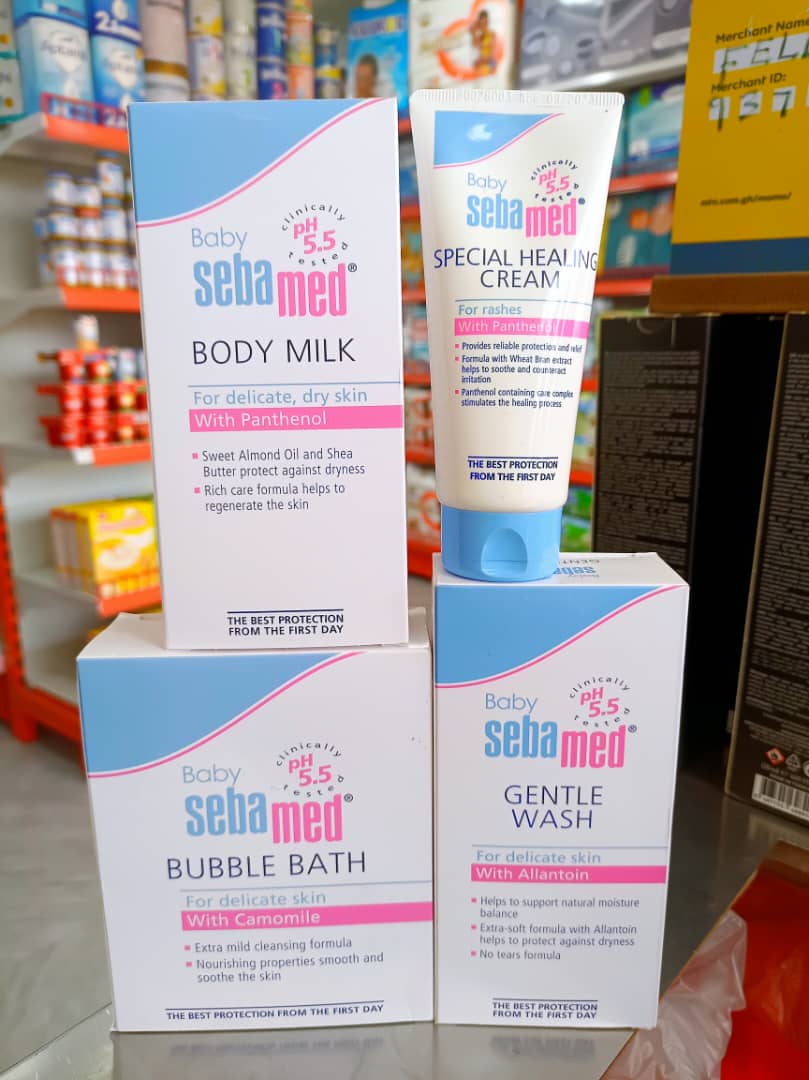 Baby
sebamed®
clinically
pH
5.5
tested
BODY MILK
For delicate, dry skin
With Panthenol
Sweet Almond Oil and Shea
Butter protect against dryness
Rich care formula helps to
regenerate the skin
THE BEST PROTECTION
FROM THE FIRST DAY
Baby
sebamed®
clinically
pH
5.5
tested
SPECIAL HEALING
CREAM
For rashes
With Panthenol
Provides reliable protection and relief
Formula with Wheat Bran extract
helps to soothe and counteract
irritation
Panthenol containing care complex
stimulates the healing process
THE BEST PROTECTION
FROM THE FIRST DAY
Baby
sebamed®
clinically
pH
5.5
tested
BUBBLE BATH
For delicate skin
With Camomile
Extra mild cleansing formula
Nourishing properties smooth and
soothe the skin
THE BEST PROTECTION FROM THE FIRST DAY
Baby
sebamed®
clinically
pH
5.5
tested
GENTLE
WASH
For delicate skin
With Allantoin
Helps to support natural moisture
balance
Extra-soft formula with Allantoin
helps to protect against dryness
No tears formula
THE BEST PROTECTION
FROM THE FIRST DAY
Merchant Name
Merchant ID:
mtn.com.gh/momo/